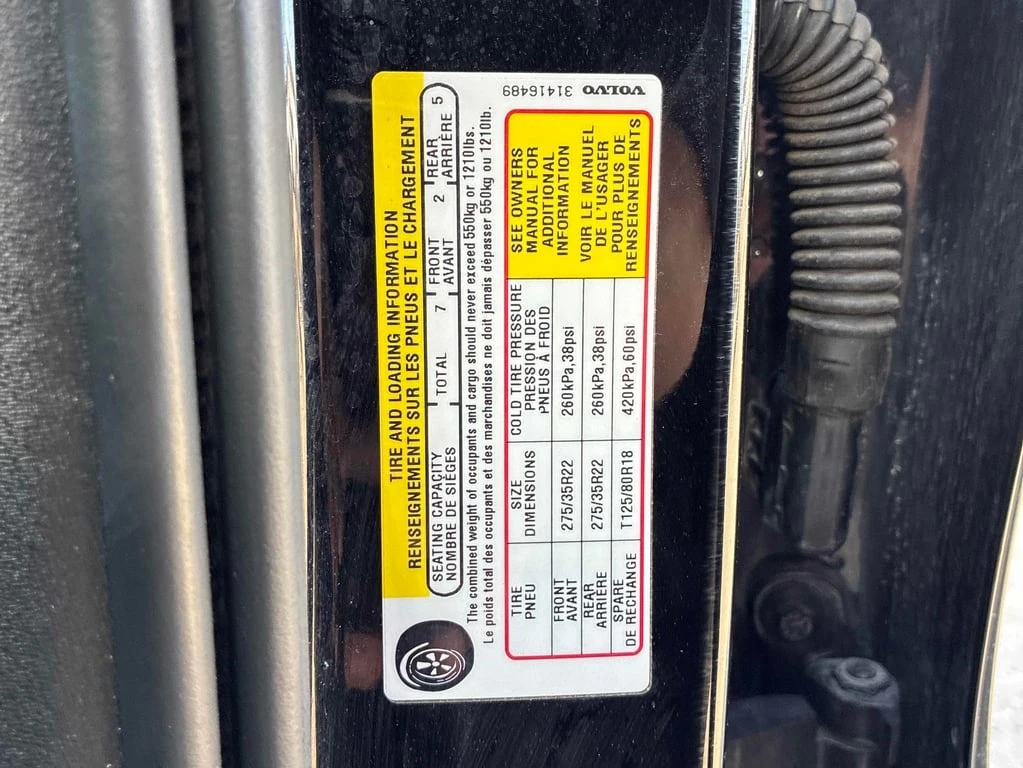 TIRE AND LOADING INFORMATION
RENSEIGNEMENTS SUR LES PNEUS ET LE CHARGEMENT
SEATING CAPACITY
NOMBRE DE SIÈGES
TOTAL 7
FRONT
AVANT
2
REAR
ARRIÈRE
5
The combined weight of occupants and cargo should never exceed 550kg or 1210lbs.
Le poids total des occupants et des marchandises ne doit jamais dépasser 550kg ou 1210lb.
TIRE
PNEU
SIZE
DIMENSIONS
COLD TIRE PRESSURE
PRESSION DES
PNEUS À FROID
FRONT
AVANT
275/35R22
260kPa,38psi
REAR
ARRIÈRE
275/35R22
260kPa,38psi
SPARE
DE RECHANGE
T125/80R18
420kPa,60psi
SEE OWNERS
MANUAL FOR
ADDITIONAL
INFORMATION
VOIR LE MANUEL
DE L'USAGER
POUR PLUS DE
RENSEIGNEMENTS
VOLVO 31416489